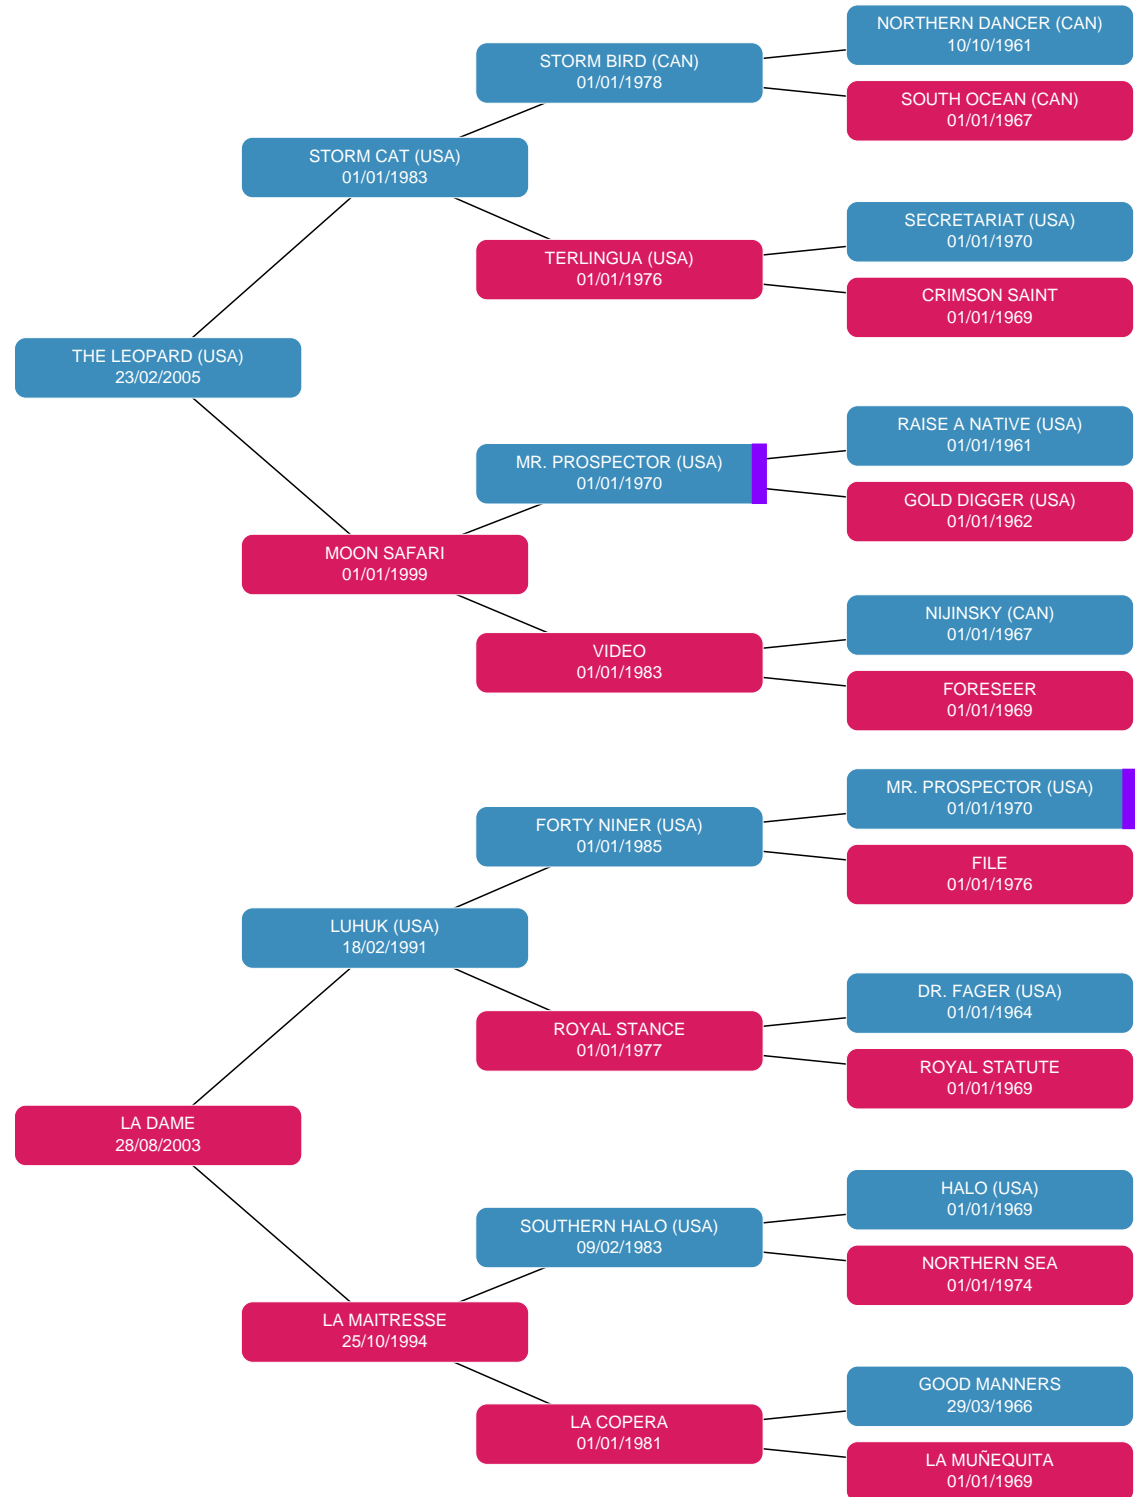 NORTHERN DANCER (CAN)
10/10/1961
STORM BIRD (CAN)
01/01/1978
SOUTH OCEAN (CAN)
01/01/1967
STORM CAT (USA)
01/01/1983
SECRETARIAT (USA)
01/01/1970
TERLINGUA (USA)
01/01/1976
CRIMSON SAINT
01/01/1969
THE LEOPARD (USA)
23/02/2005
RAISE A NATIVE (USA)
01/01/1961
MR. PROSPECTOR (USA)
01/01/1970
GOLD DIGGER (USA)
01/01/1962
MOON SAFARI
01/01/1999
NIJINSKY (CAN)
01/01/1967
VIDEO
01/01/1983
FORESEER
01/01/1969
MR. PROSPECTOR (USA)
01/01/1970
FORTY NINER (USA)
01/01/1985
FILE
01/01/1976
LUHUK (USA)
18/02/1991
DR. FAGER (USA)
01/01/1964
ROYAL STANCE
01/01/1977
ROYAL STATUTE
01/01/1969
LA DAME
28/08/2003
HALO (USA)
01/01/1969
SOUTHERN HALO (USA)
09/02/1983
NORTHERN SEA
01/01/1974
LA MAITRESSE
25/10/1994
GOOD MANNERS
29/03/1966
LA COPERA
01/01/1981
LA MUÑEQUITA
01/01/1969